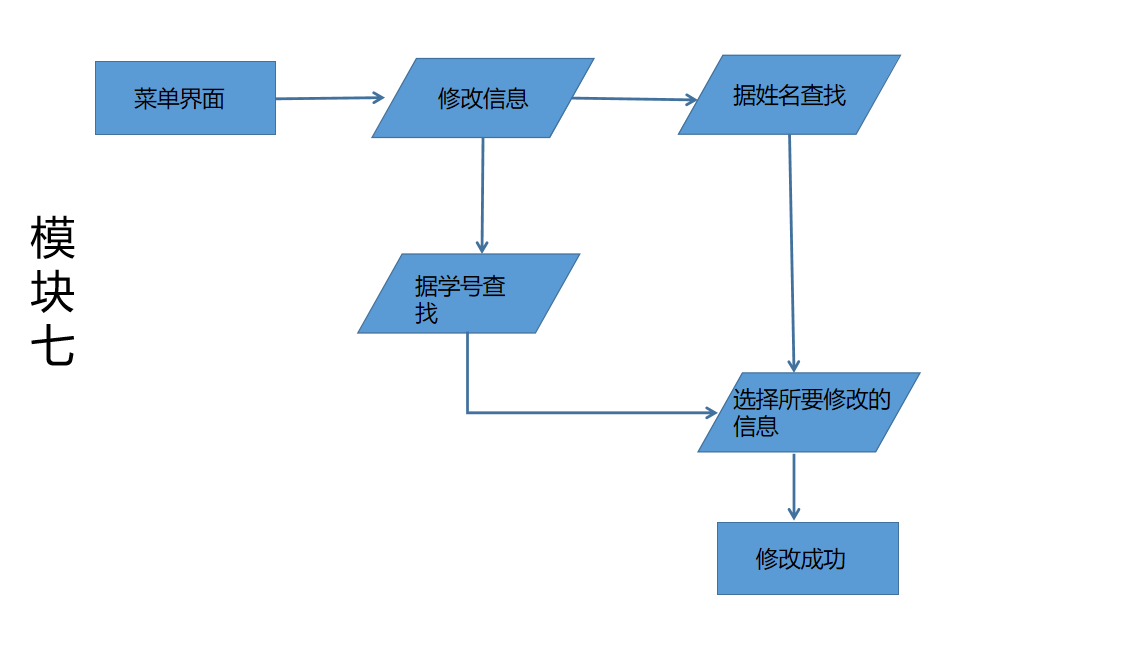 菜单界面
修改信息
据姓名查找
模
块
七
据学号查
找
选择所要修改的
信息
修改成功